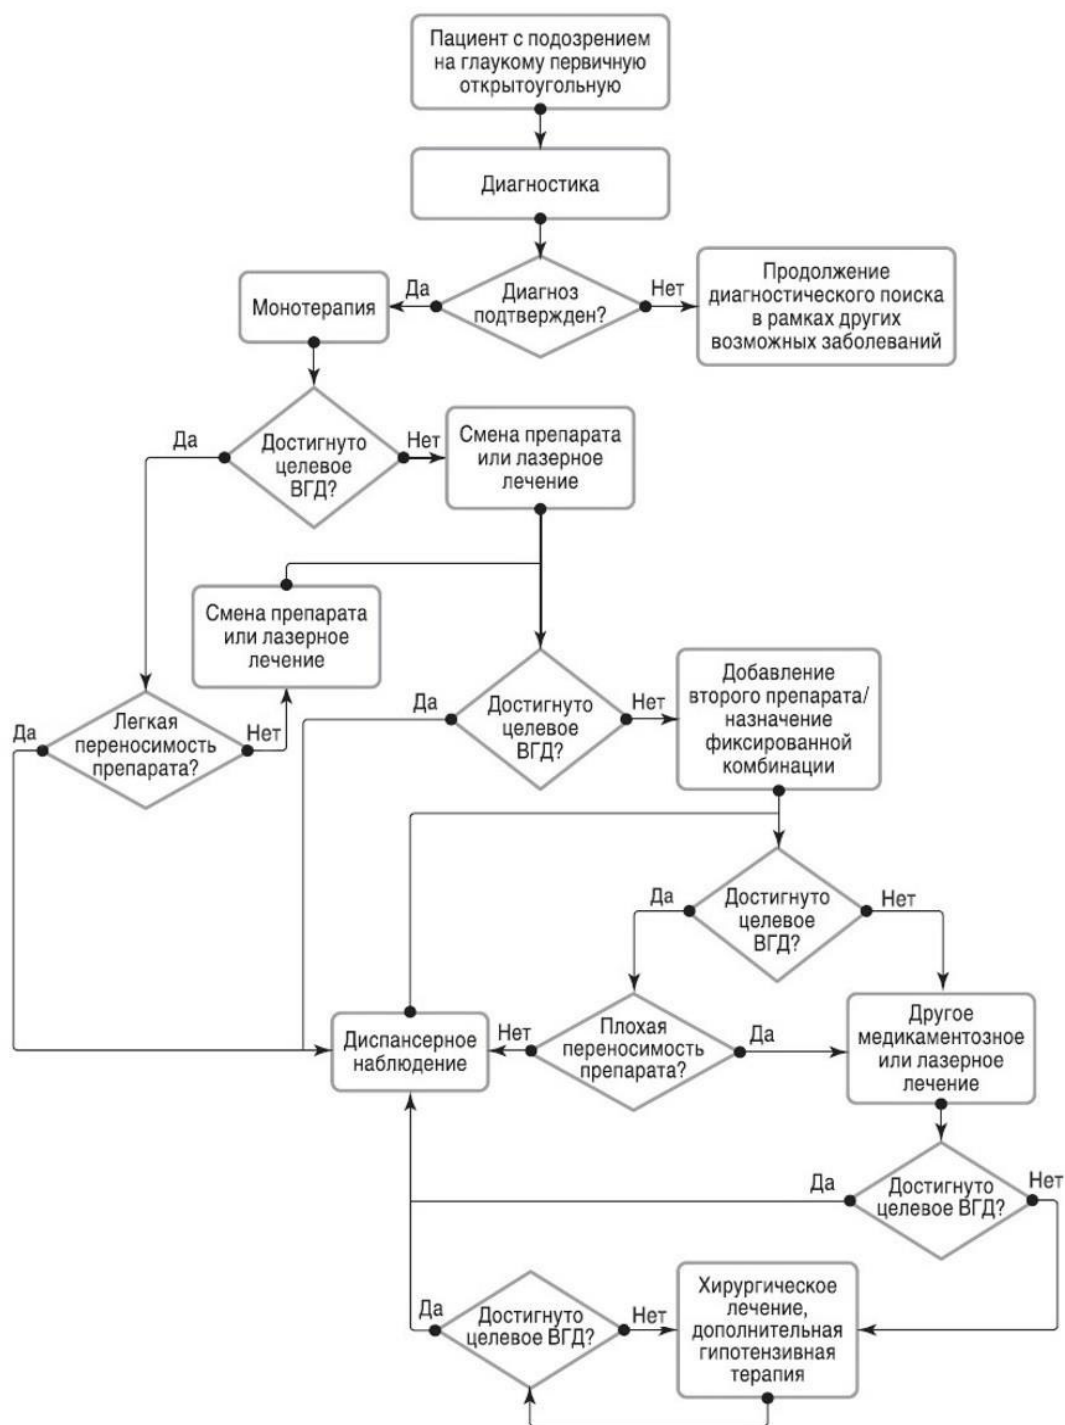 Пациент с подозрением
на глаукому первичную
открытоугольную
Диагностика
Диагноз
подтвержден?
Да
Нет
Монотерапия
Продолжение
диагностического поиска
в рамках других
возможных заболеваний
Достигнуто
целевое
ВГД?
Да
Нет
Смена препарата
или лазерное
лечение
Смена препарата
или лазерное
лечение
Легкая
переносимость
препарата?
Да
Нет
Достигнуто
целевое
ВГД?
Да
Нет
Добавление
второго препарата/
назначение
фиксированной
комбинации
Достигнуто
целевое
ВГД?
Да
Нет
Диспансерное
наблюдение
Нет
Плохая
переносимость
препарата?
Да
Другое
медикаментозное
или лазерное
лечение
Да
Достигнуто
целевое ВГД?
Нет
Да
Достигнуто
целевое ВГД?
Нет
Хирургическое
лечение,
дополнительная
гипотензивная
терапия